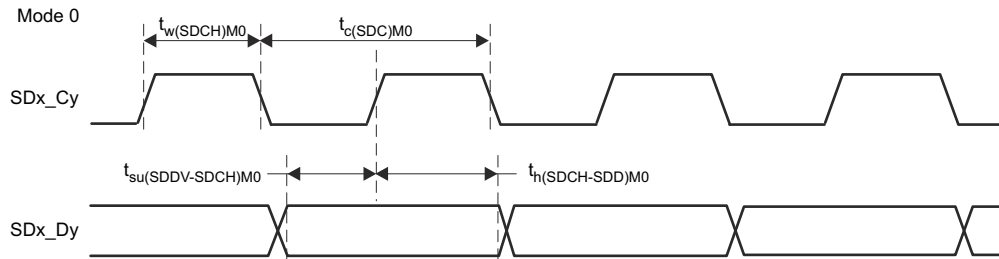 Mode 0
tw(SDCH)M0
tc(SDC)M0
SDx_Cy
tsu(SDDV-SDCH)M0
th(SDCH-SDD)M0
SDx_Dy